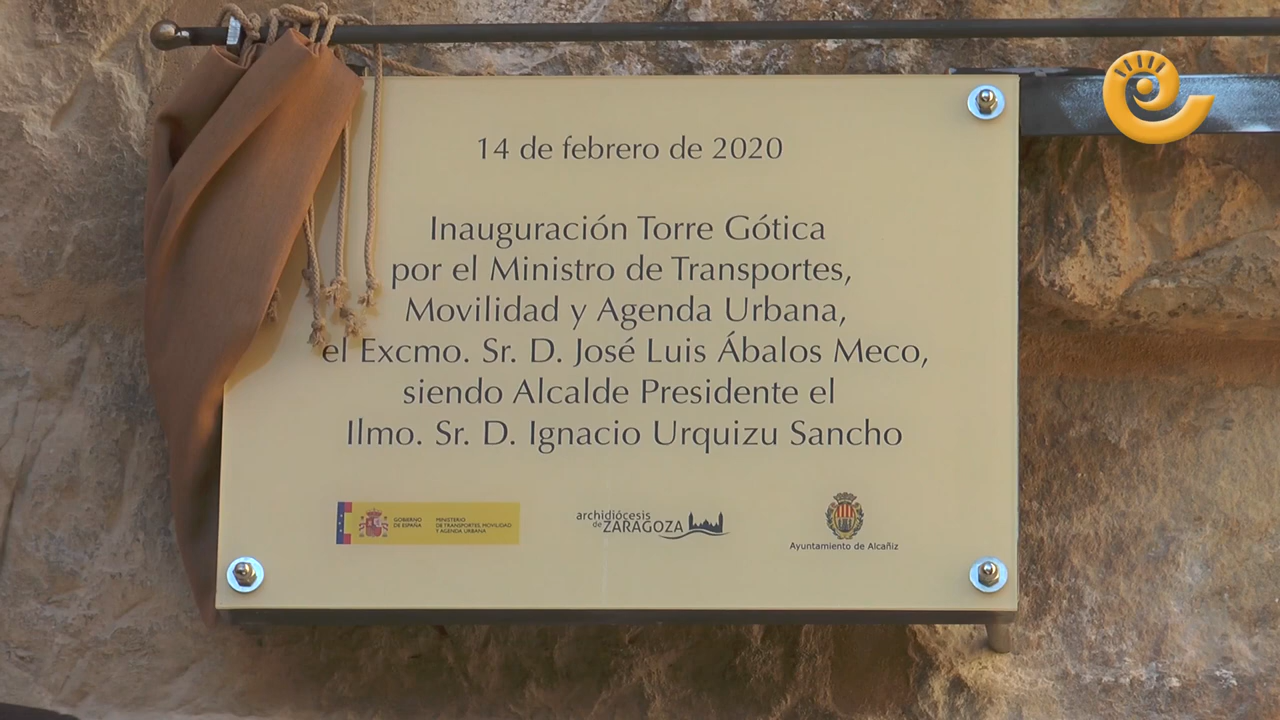 14 de febrero de 2020
Inauguración Torre Gótica
por el Ministro de Transportes,
Movilidad y Agenda Urbana,
el Excmo. Sr. D. José Luis Ábalos Meco,
siendo Alcalde Presidente el
Ilmo. Sr. D. Ignacio Urquizu Sancho
GOBIERNO
DE ESPAÑA
MINISTERIO
DE TRANSPORTES, MOVILIDAD
Y AGENDA URBANA
archidiócesis
de ZARAGOZA
Ayuntamiento de Alcañiz